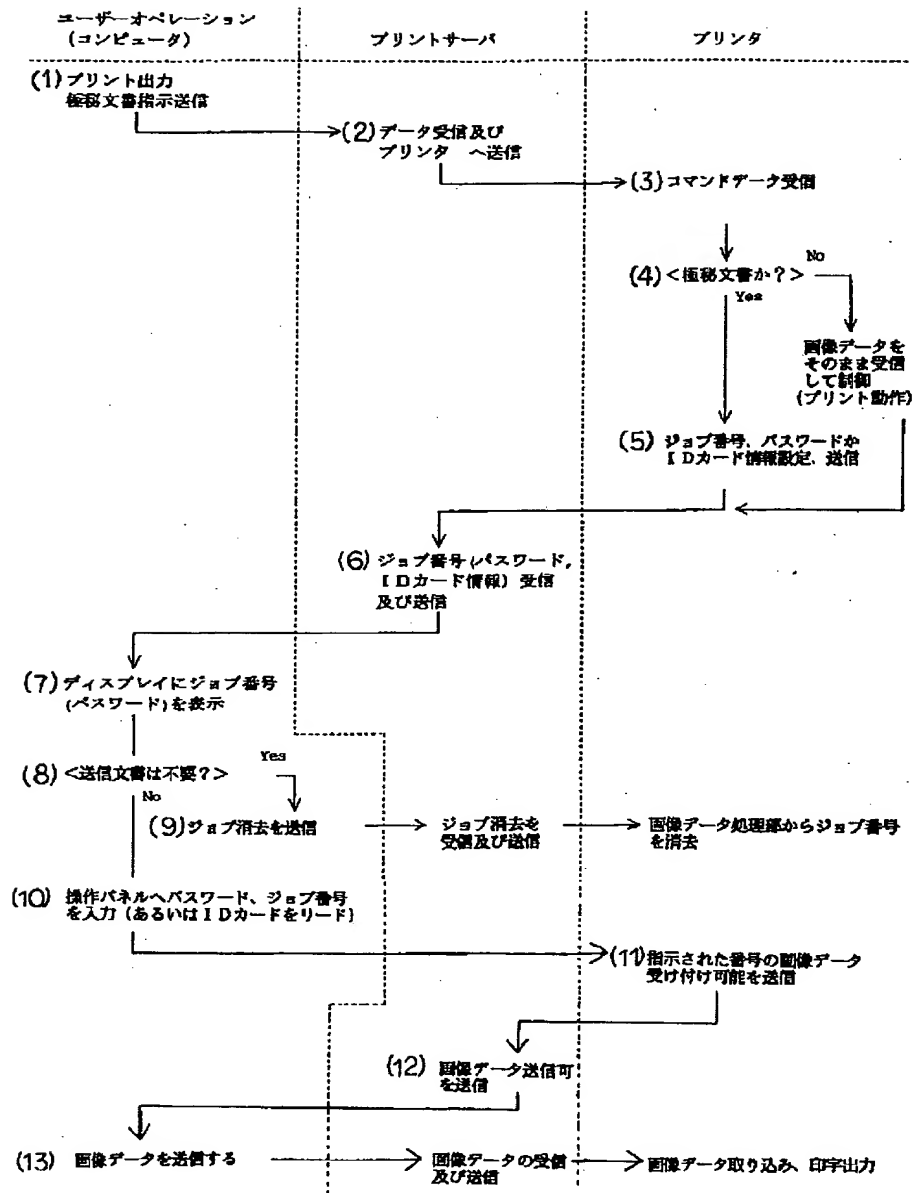 ユーザーオペレーション
(コンピュータ)
プリントサーバ
プリンタ
(1) プリント出力
極秘文書指示送信
(2) データ受信及び
プリンタ へ送信
(3) コマンドデータ受信
(4) <極秘文書か?>
No
Yes
画像データを
そのまま受信
して制御
(プリント動作)
(5) ジョブ番号、パスワードか
IDカード情報設定、送信
(6) ジョブ番号(パスワード,
IDカード情報) 受信
及び送信
(7) ディスプレイにジョブ番号
(パスワード)を表示
(8) <送信文書は不要?>
Yes
No
(9) ジョブ消去を送信
ジョブ消去を
受信及び送信
画像データ処理部からジョブ番号
を消去
(10) 操作パネルへパスワード、ジョブ番号
を入力 (あるいはIDカードをリード)
(11) 指示された番号の画像データ
受け付け可能を送信
(12) 画像データ送信可
を送信
(13) 画像データを送信する
画像データの受信
及び送信
画像データ取り込み、印字出力